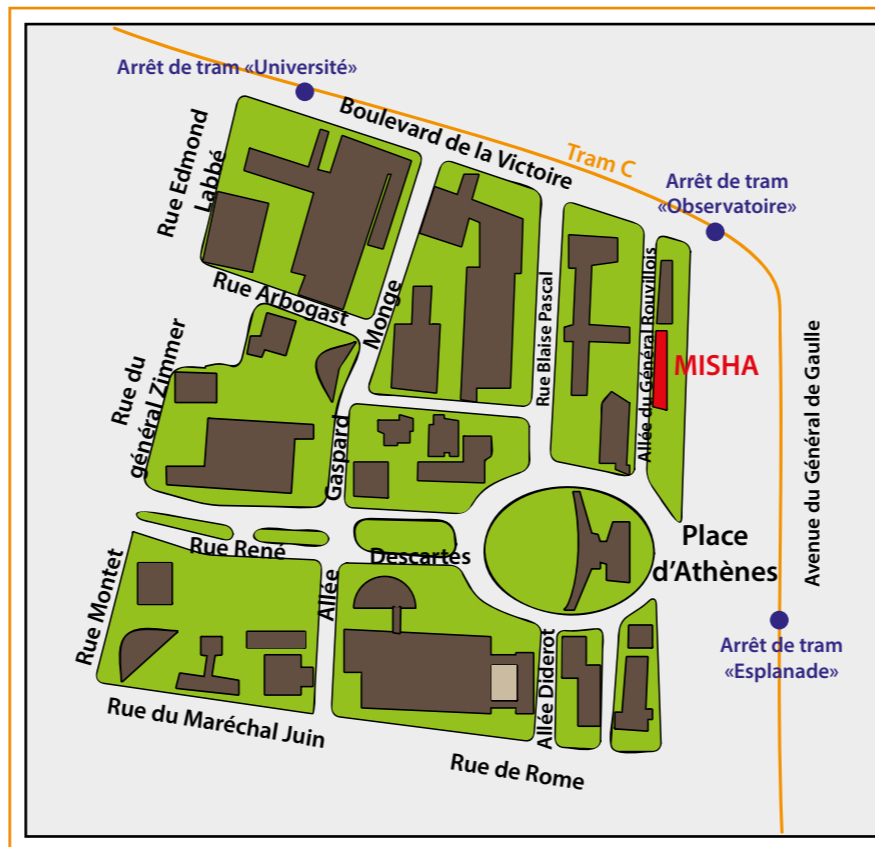 Arrêt de tram «Université»
Boulevard de la Victoire
Tram C
Arrêt de tram
«Observatoire»
Rue Edmond
Labbé
Rue Arbogast
Monge
Rue Blaise Pascal
Allée du Général Rouvillois
MISHA
Avenue du Général de Gaulle
Rue du
général Zimmer
Gaspard
Rue René
Descartes
Place
d'Athènes
Rue Montet
Allée
Arrêt de tram
«Esplanade»
Allée Diderot
Rue du Maréchal Juin
Rue de Rome